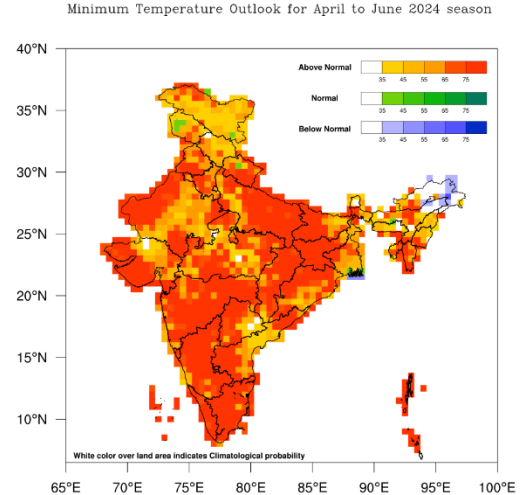 Minimum Temperature Outlook for April to June 2024 season
40°N
35°N
30°N
25°N
20°N
15°N
10°N
Above Normal
35 45 55 65 75
Normal
35 45 55 65 75
Below Normal
35 45 55 65 75
White color over land area indicates Climatological probability
65°E 70°E 75°E 80°E 85°E 90°E 95°E 100°E